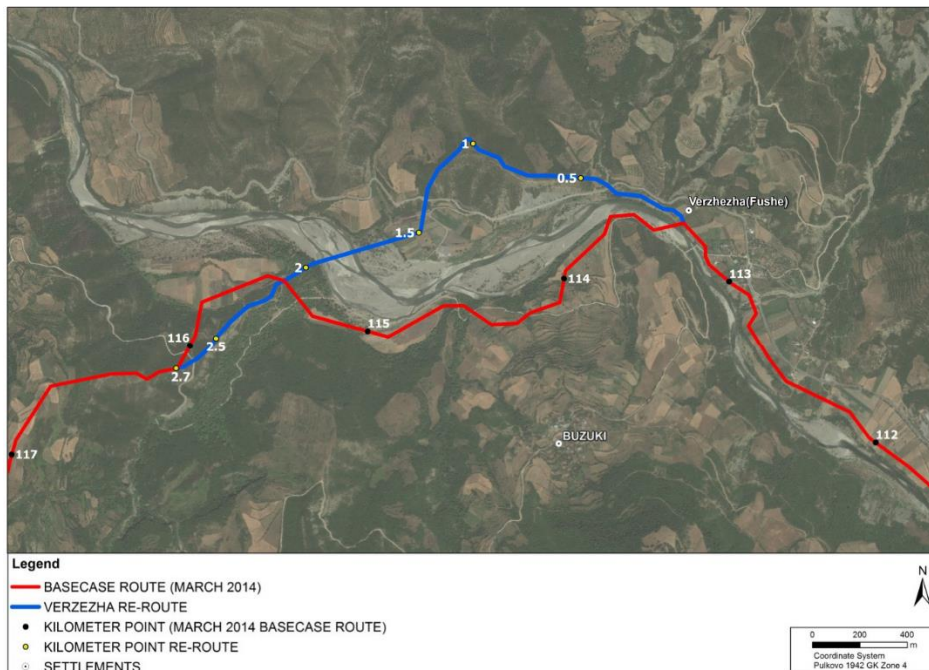 1
0.5
Verzhezha(Fushe)
1.5
2
113
114
115
116
2.5
2.7
BUZUKI
112
117
Legend
BASECASE ROUTE (MARCH 2014)
VERZEZHA RE-ROUTE
KILOMETER POINT (MARCH 2014 BASECASE ROUTE)
KILOMETER POINT RE-ROUTE
SETTLEMENTS
N
0 200 400
m
Coordinate System
Pulkovo 1942 GK Zone 4